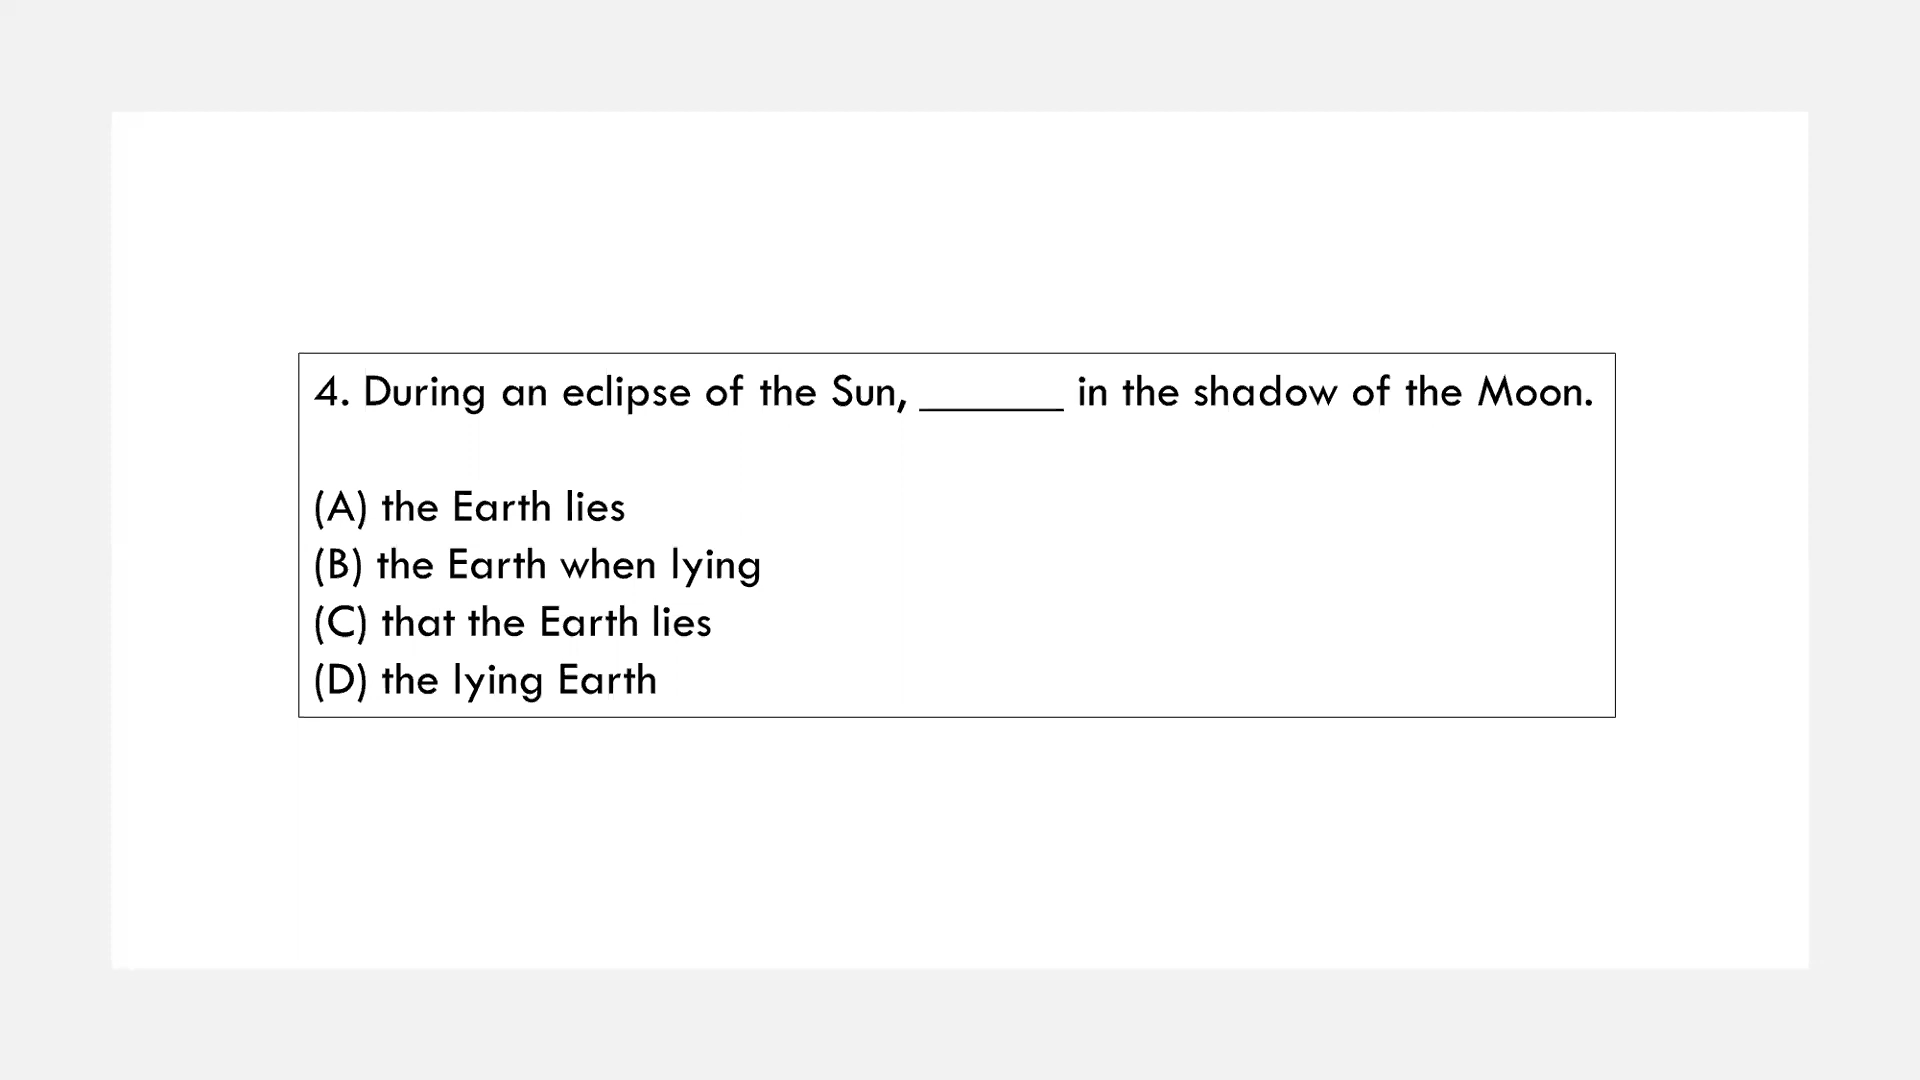 4. During an eclipse of the Sun, ______ in the shadow of the Moon.
(A) the Earth lies
(B) the Earth when lying
(C) that the Earth lies
(D) the lying Earth